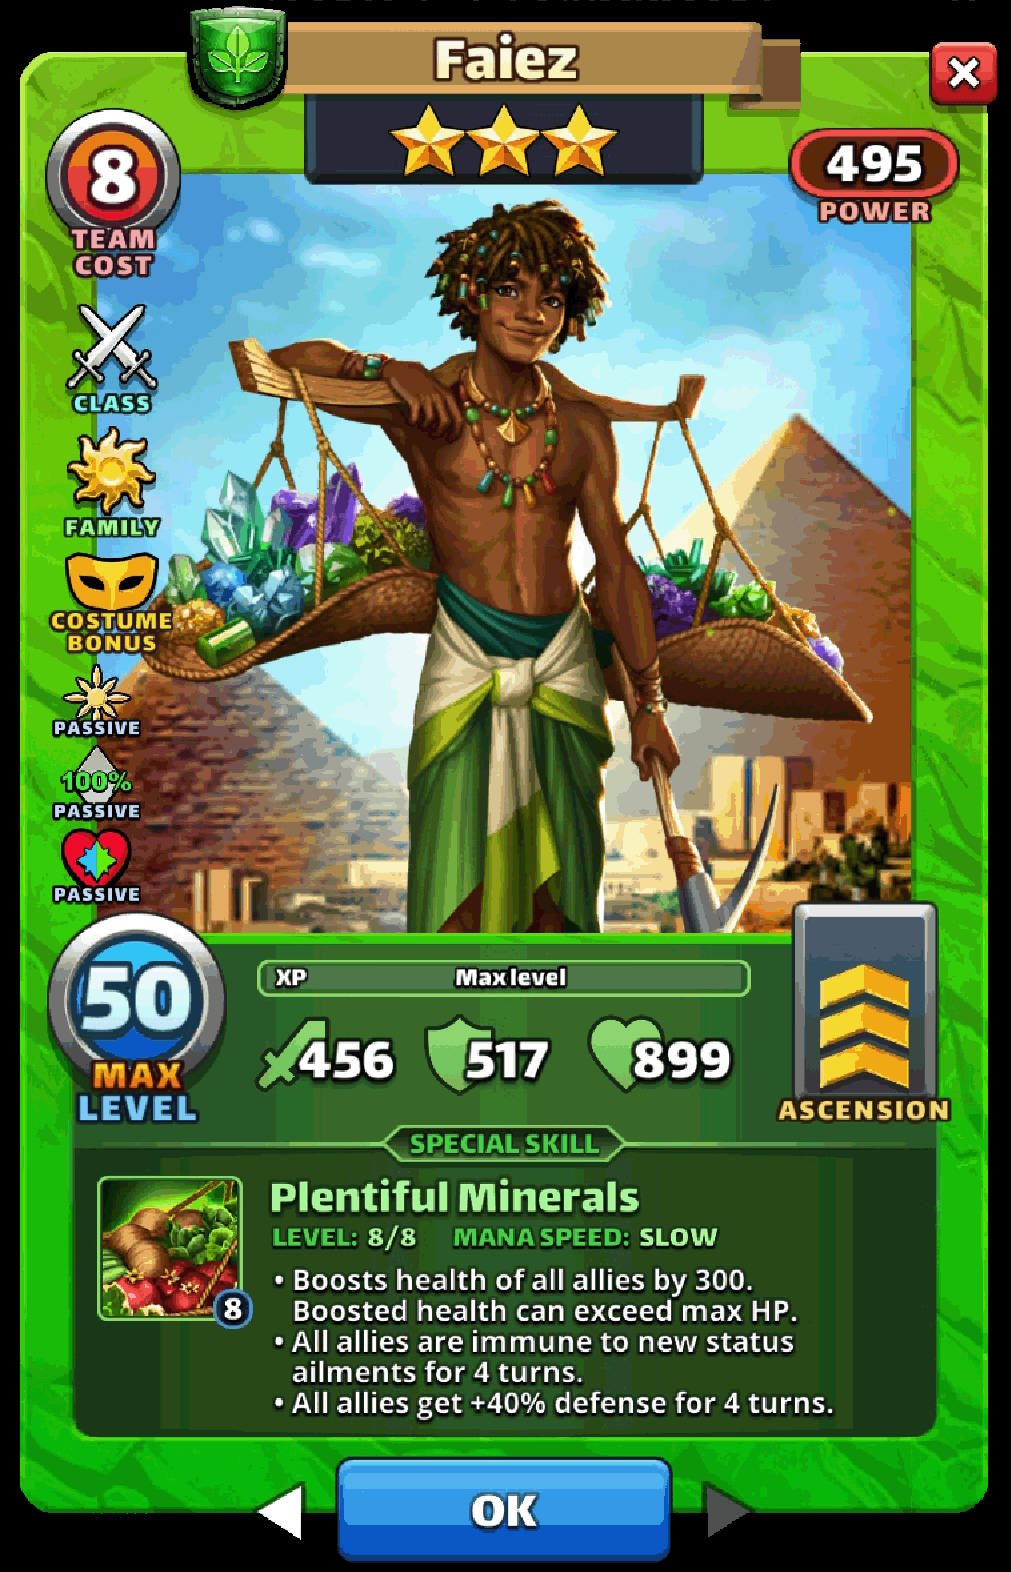 Faiez
8
TEAM
COST
495
POWER
CLASS
FAMILY
COSTUME
BONUS
PASSIVE
100%
PASSIVE
PASSIVE
50
MAX
LEVEL
XP Max level
456 517 899
ASCENSION
SPECIAL SKILL
Plentiful Minerals
LEVEL: 8/8 MANA SPEED: SLOW
8
• Boosts health of all allies by 300.
Boosted health can exceed max HP.
• All allies are immune to new status
ailments for 4 turns.
• All allies get +40% defense for 4 turns.
OK